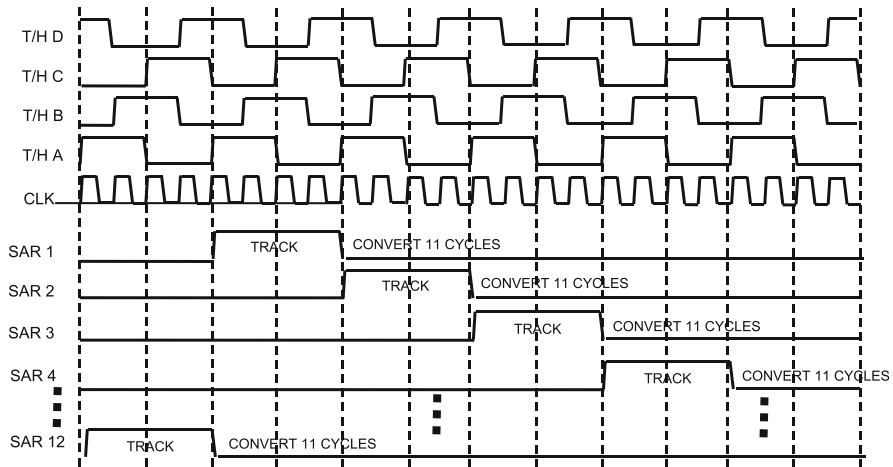 T/H D
T/H C
T/H B
T/H A
CLK
SAR 1 TRACK CONVERT 11 CYCLES
SAR 2 TRACK CONVERT 11 CYCLES
SAR 3 TRACK CONVERT 11 CYCLES
SAR 4 TRACK CONVERT 11 CYCLES
SAR 12 TRACK CONVERT 11 CYCLES